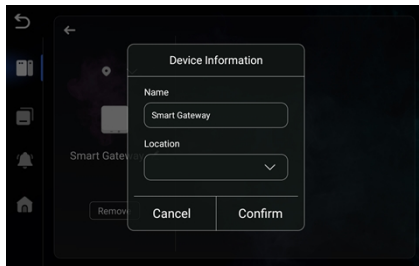 Device Information
Name
Smart Gateway
Location
Smart Gatew
Remov
Cancel
Confirm